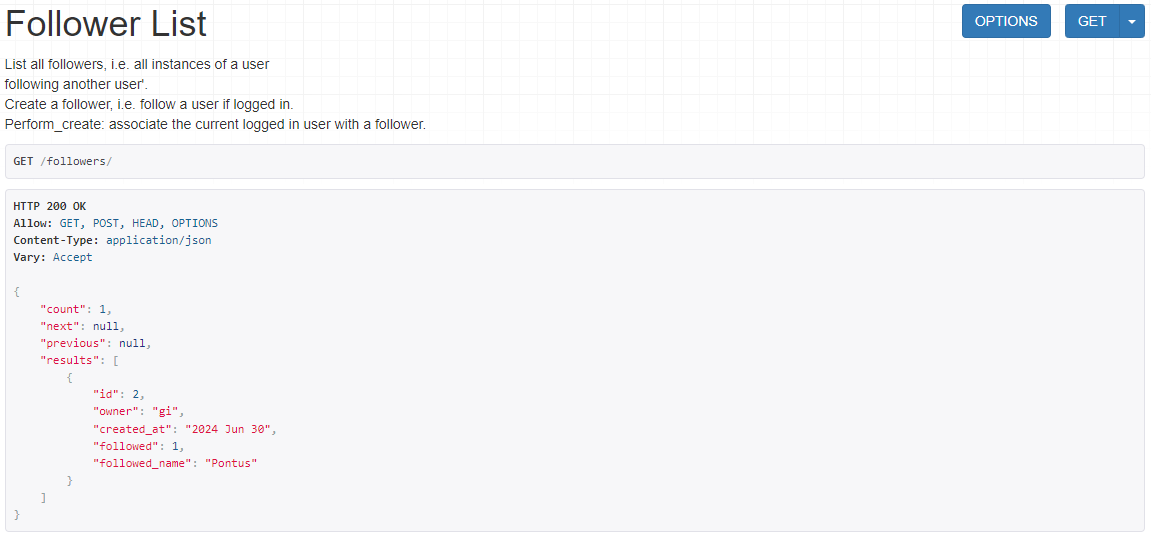 Follower List
OPTIONS
GET
List all followers, i.e. all instances of a user
following another user'.
Create a follower, i.e. follow a user if logged in.
Perform_create: associate the current logged in user with a follower.
GET /followers/
HTTP 200 OK
Allow: GET, POST, HEAD, OPTIONS
Content-Type: application/json
Vary: Accept
{
    "count": 1,
    "next": null,
    "previous": null,
    "results": [
        {
            "id": 2,
            "owner": "gi",
            "created_at": "2024 Jun 30",
            "followed": 1,
            "followed_name": "Pontus"
        }
    ]
}